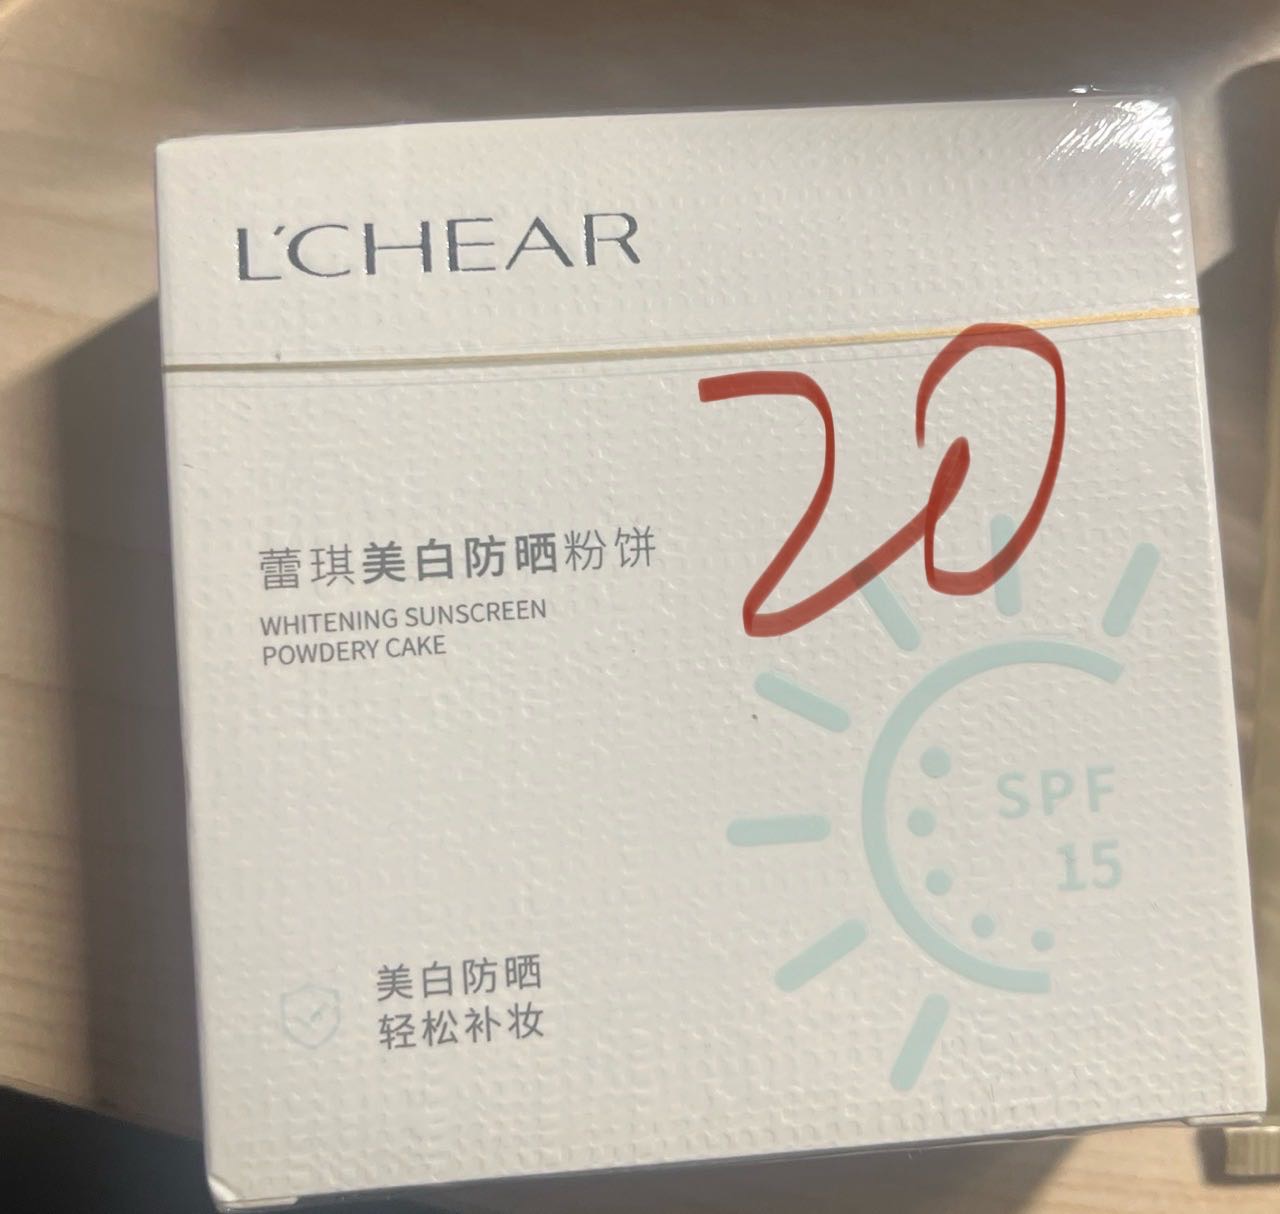 L'CHEAR
20
蕾琪美白防晒粉饼
WHITENING SUNSCREEN
POWDERY CAKE
SPF
15
美白防晒
轻松补妆